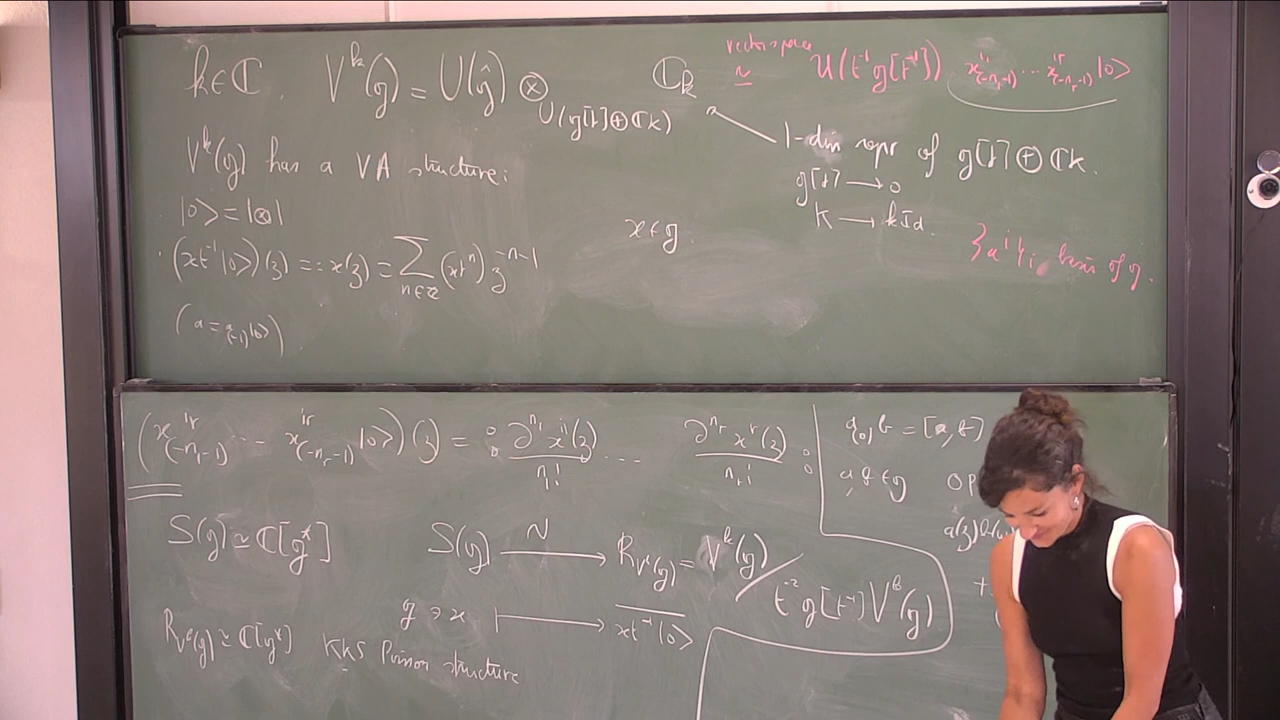 k∈ℂ. V^k(g) = U(ĝ) ⊗_{U(g[t]⊕ℂK)} ℂ_k ≃ U(t^{-1}g[t^{-1}]) x^{i_1}_{(-n_1-1)} ... x^{i_r}_{(-n_r-1)}|0>
vector space
V^k(g) has a VA structure:
1-dim repr of g[t]⊕ℂK.
g[t] → 0
K → k Id.
|0> = 1⊗1
x∈g.
{a^i}_i basis of g.
(xt^{-1}|0>)(z) =: x(z) = ∑_{n∈ℤ} (xt^n) z^{-n-1}
(a = a_{(-1)}|0>)
(x^{i_1}_{(-n_1-1)} ... x^{i_r}_{(-n_r-1)}|0>)(z) = : ∂^{n_1} x^{i_1}(z) / n_1! ... ∂^{n_r} x^{i_r}(z) / n_r! :
a_{(0)}b = [a,b]
a, b ∈ g
S(g) ≃ ℂ[g^*]
S(g) ⟶^{∼} R_{V^k(g)} = V^k(g) / t^{-2}g[t^{-1}]V^k(g)
g ∋ x ⟼ \overline{xt^{-1}|0>}
R_{V^k(g)} ≃ ℂ[g^*] KKS Poisson structure